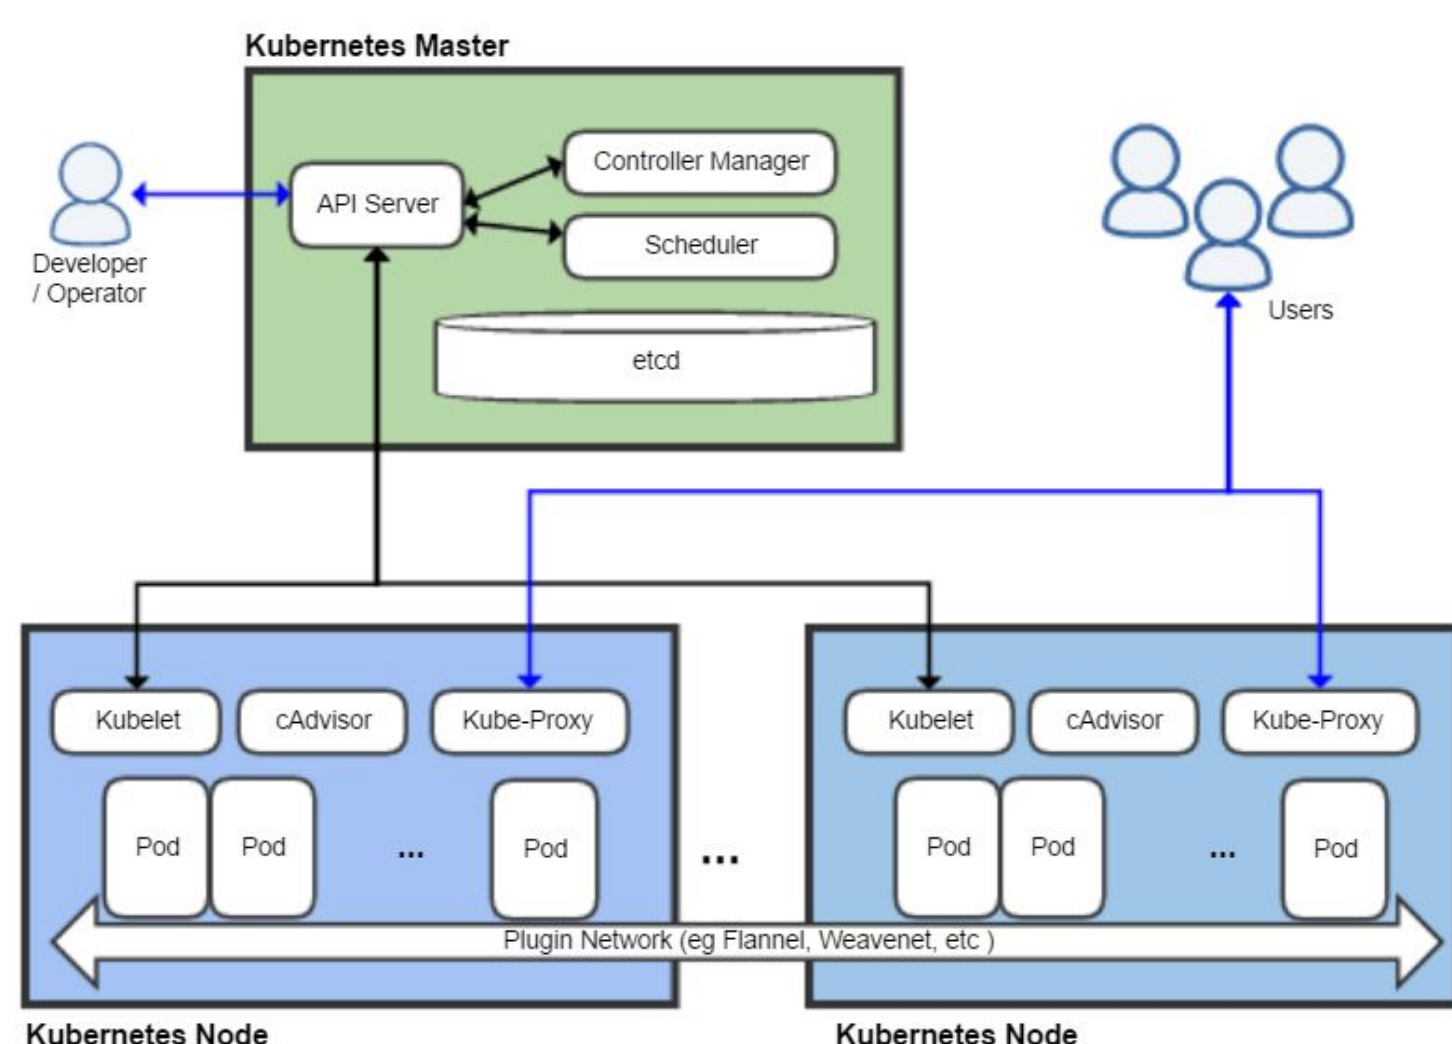 Kubernetes Master
Controller Manager
API Server
Scheduler
Developer
/ Operator
etcd
Users
Kubelet
cAdvisor
Kube-Proxy
Kubelet
cAdvisor
Kube-Proxy
Pod
Pod
...
Pod
...
Pod
Pod
...
Pod
Plugin Network (eg Flannel, Weavenet, etc )
Kubernetes Node
Kubernetes Node